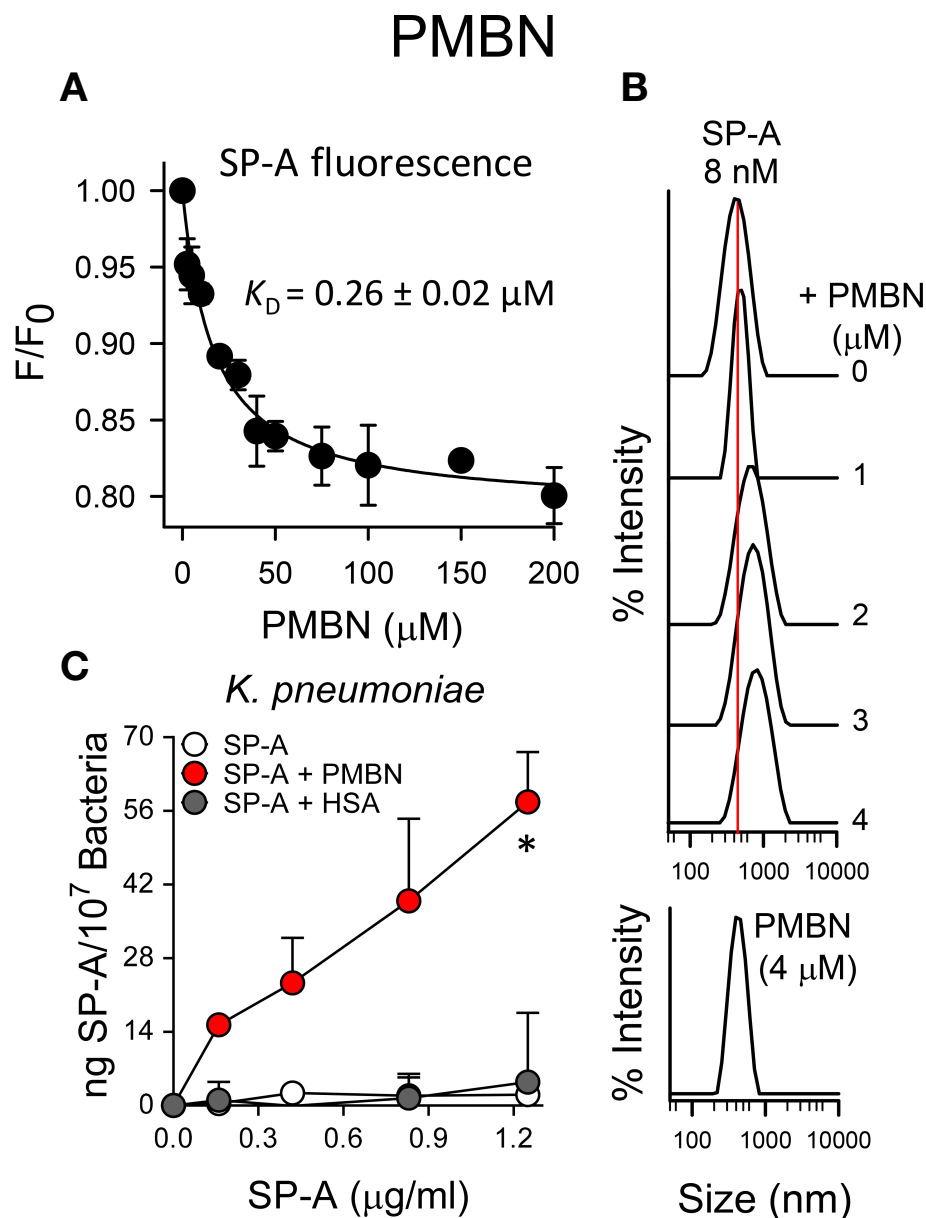 PMBN
A
SP-A fluorescence
K_D = 0.26 ± 0.02 µM
F/F_0
1.00
0.95
0.90
0.85
0.80
0
50
100
150
200
PMBN (µM)
B
SP-A
8 nM
+ PMBN
(µM)
0
1
2
3
4
% Intensity
100
1000
10000
PMBN
(4 µM)
% Intensity
100
1000
10000
Size (nm)
C
K. pneumoniae
SP-A
SP-A + PMBN
SP-A + HSA
*
ng SP-A/10^7 Bacteria
70
56
42
28
14
0
0.0
0.3
0.6
0.9
1.2
SP-A (µg/ml)